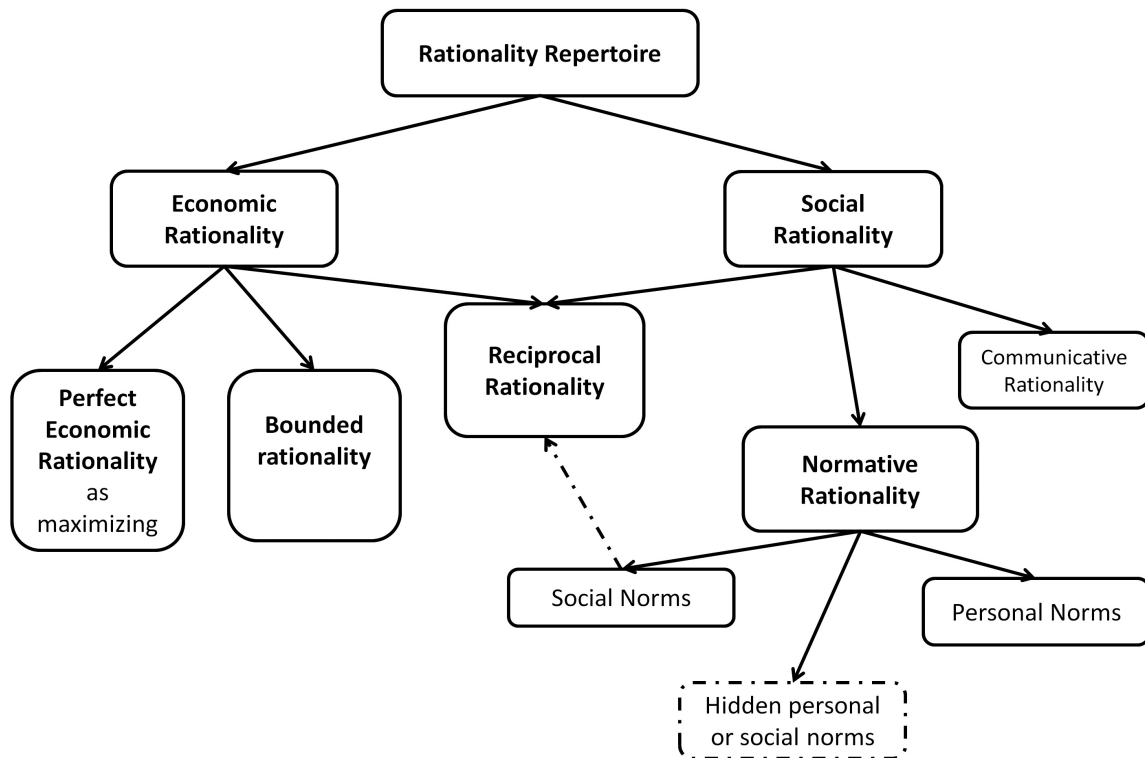 Rationality Repertoire
Economic
Rationality
Social
Rationality
Reciprocal
Rationality
Communicative
Rationality
Perfect
Economic
Rationality
as
maximizing
Bounded
rationality
Normative
Rationality
Social Norms
Personal Norms
Hidden personal
or social norms